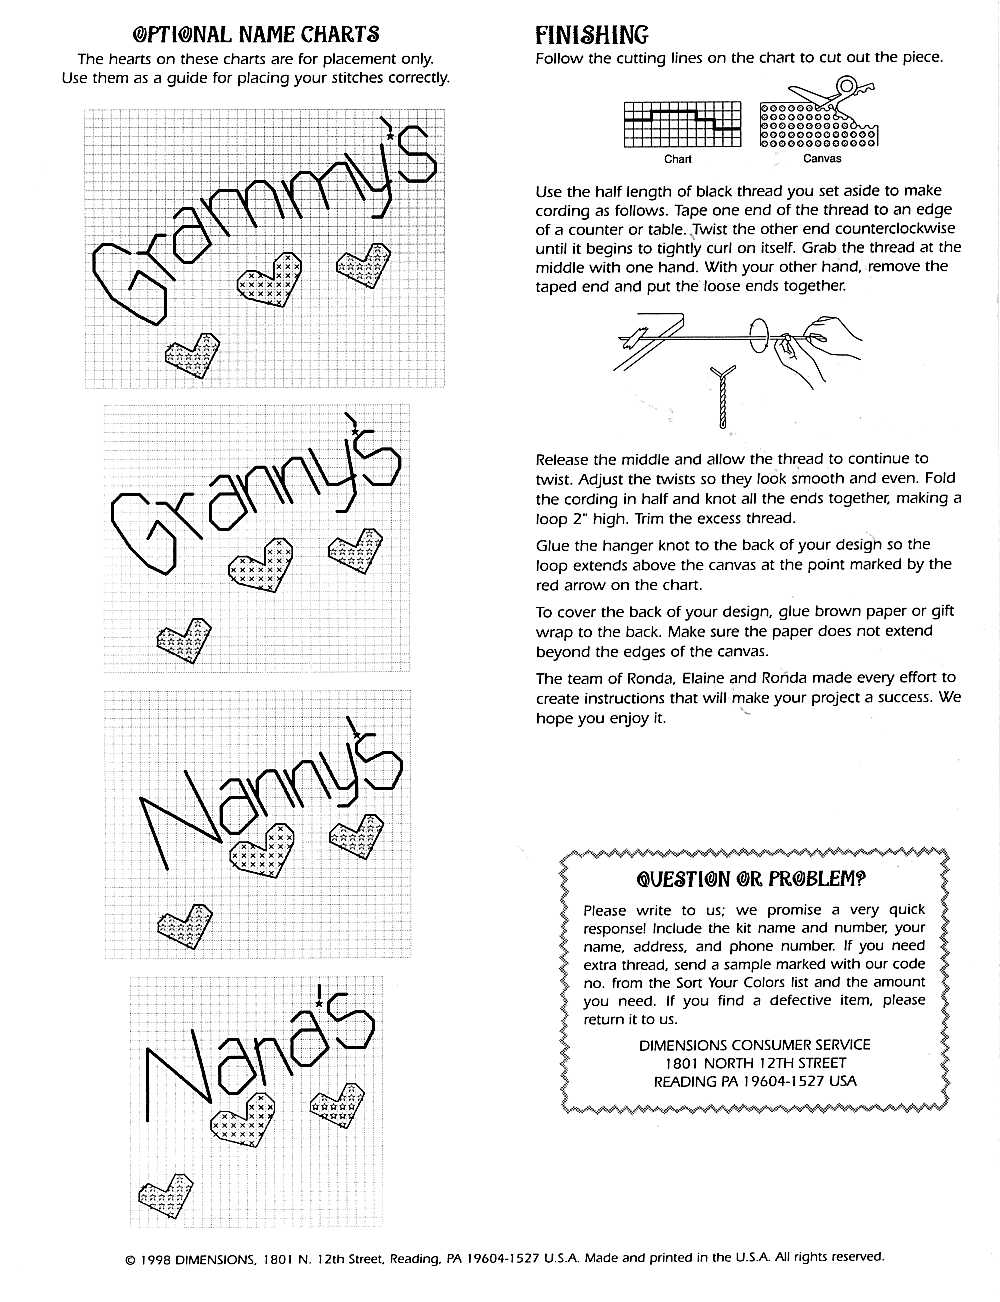 OPTIONAL NAME CHARTS
The hearts on these charts are for placement only.
Use them as a guide for placing your stitches correctly.
Grammy's
Granny's
Nanny's
Nana's
FINISHING
Follow the cutting lines on the chart to cut out the piece.
Chart
Canvas
Use the half length of black thread you set aside to make
cording as follows. Tape one end of the thread to an edge
of a counter or table. Twist the other end counterclockwise
until it begins to tightly curl on itself. Grab the thread at the
middle with one hand. With your other hand, remove the
taped end and put the loose ends together.
Release the middle and allow the thread to continue to
twist. Adjust the twists so they look smooth and even. Fold
the cording in half and knot all the ends together, making a
loop 2" high. Trim the excess thread.
Glue the hanger knot to the back of your design so the
loop extends above the canvas at the point marked by the
red arrow on the chart.
To cover the back of your design, glue brown paper or gift
wrap to the back. Make sure the paper does not extend
beyond the edges of the canvas.
The team of Ronda, Elaine and Ronda made every effort to
create instructions that will make your project a success. We
hope you enjoy it.
QUESTION OR PROBLEM?
Please write to us; we promise a very quick
response! Include the kit name and number, your
name, address, and phone number. If you need
extra thread, send a sample marked with our code
no. from the Sort Your Colors list and the amount
you need. If you find a defective item, please
return it to us.
DIMENSIONS CONSUMER SERVICE
1801 NORTH 12TH STREET
READING PA 19604-1527 USA
© 1998 DIMENSIONS, 1801 N. 12th Street, Reading, PA 19604-1527 U.S.A. Made and printed in the U.S.A. All rights reserved.